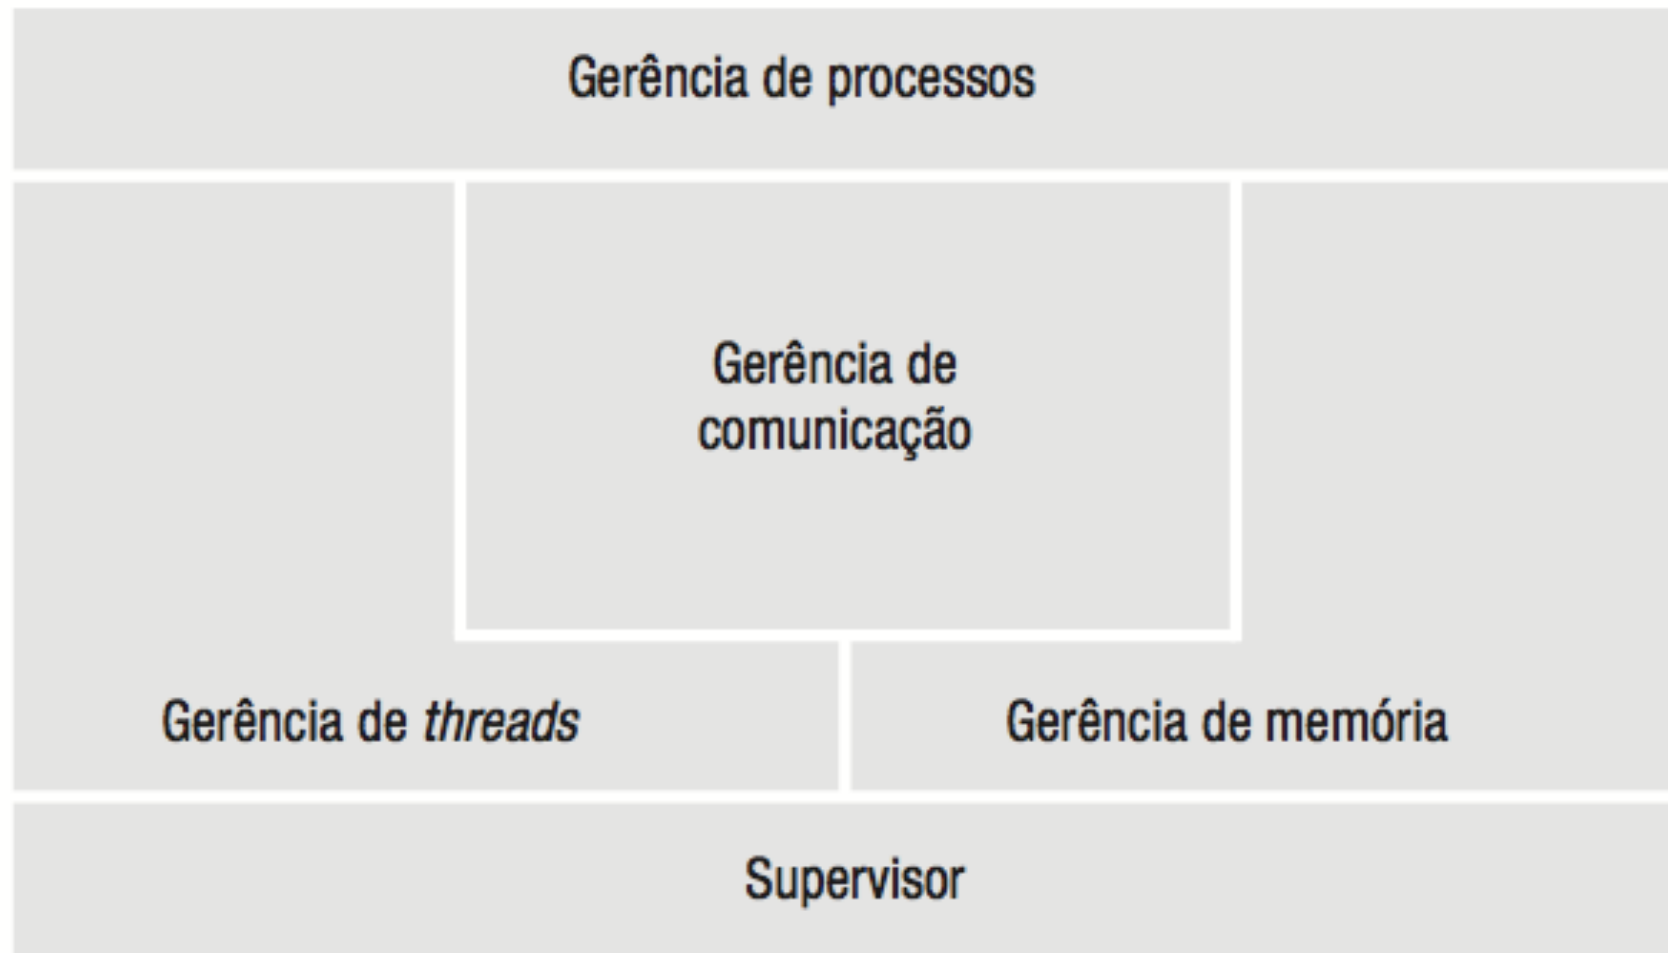 Gerência de processos
Gerência de
comunicação
Gerência de threads
Gerência de memória
Supervisor